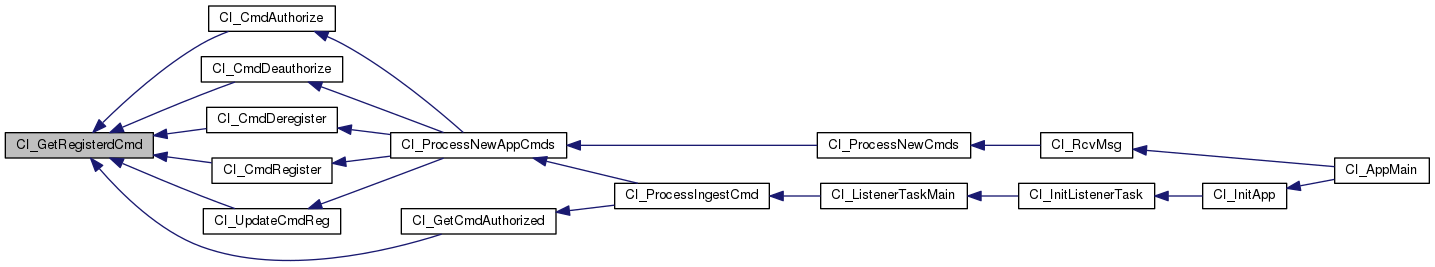 CI_CmdAuthorize
CI_CmdDeauthorize
CI_CmdDeregister
CI_GetRegisterdCmd
CI_ProcessNewAppCmds
CI_ProcessNewCmds
CI_RcvMsg
CI_CmdRegister
CI_AppMain
CI_ProcessIngestCmd
CI_ListenerTaskMain
CI_InitListenerTask
CI_InitApp
CI_UpdateCmdReg
CI_GetCmdAuthorized